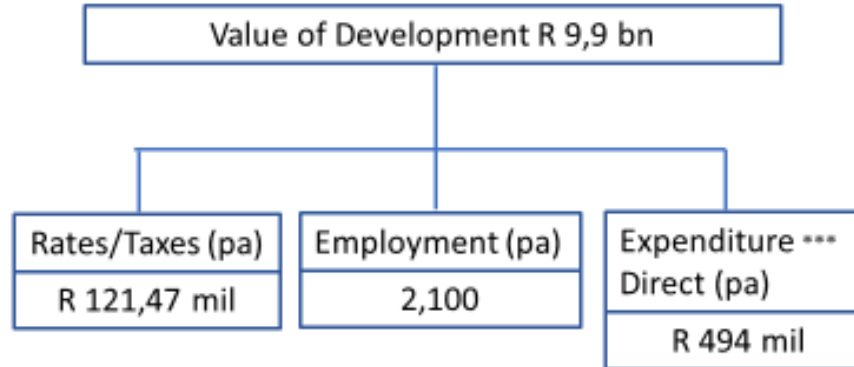 Value of Development R 9,9 bn
Rates/Taxes (pa)
R 121,47 mil
Employment (pa)
2,100
Expenditure ***
Direct (pa)
R 494 mil